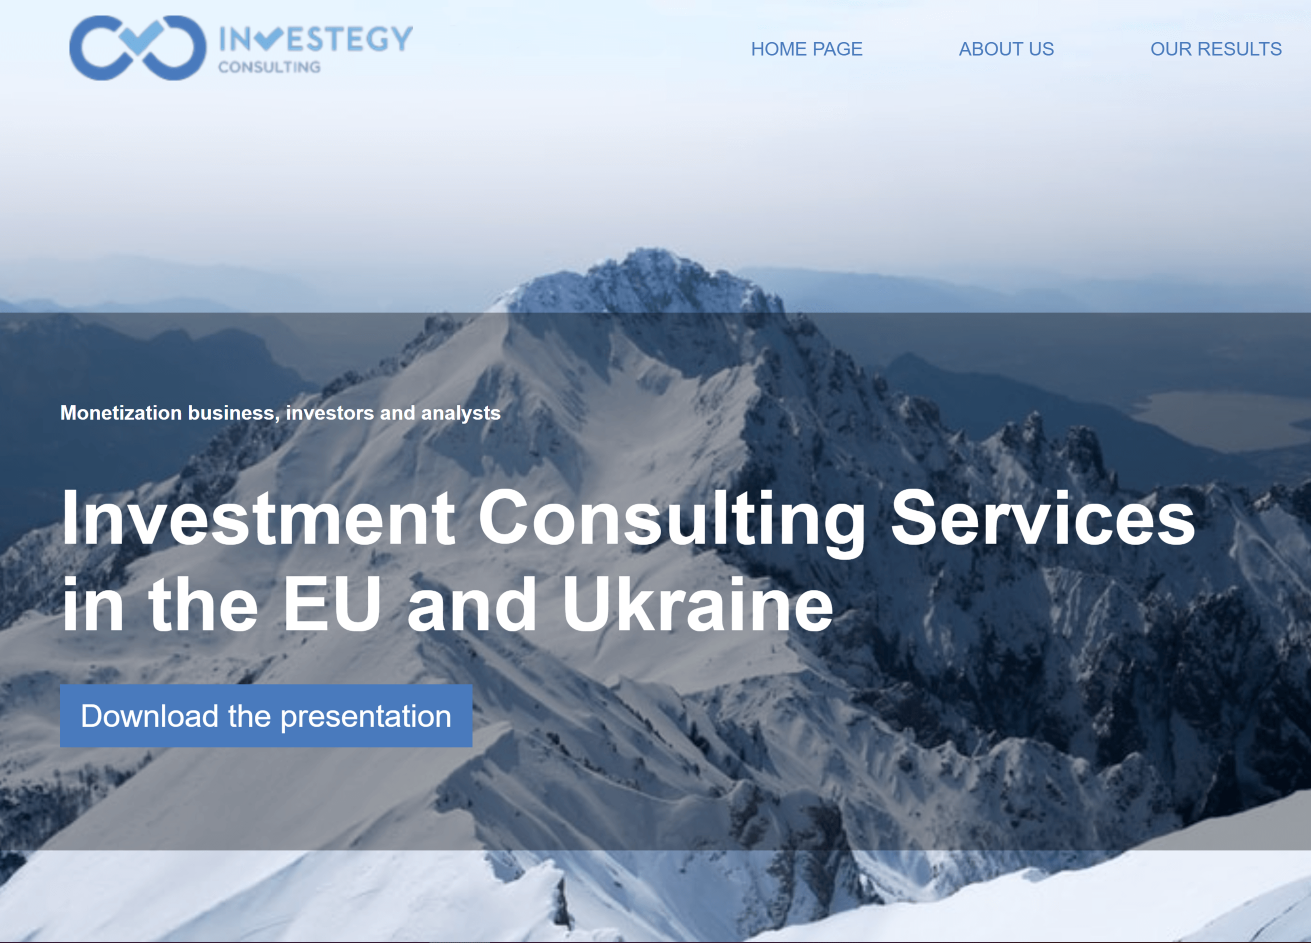 INVESTEGY
CONSULTING
HOME PAGE
ABOUT US
OUR RESULTS
Monetization business, investors and analysts
Investment Consulting Services
in the EU and Ukraine
Download the presentation